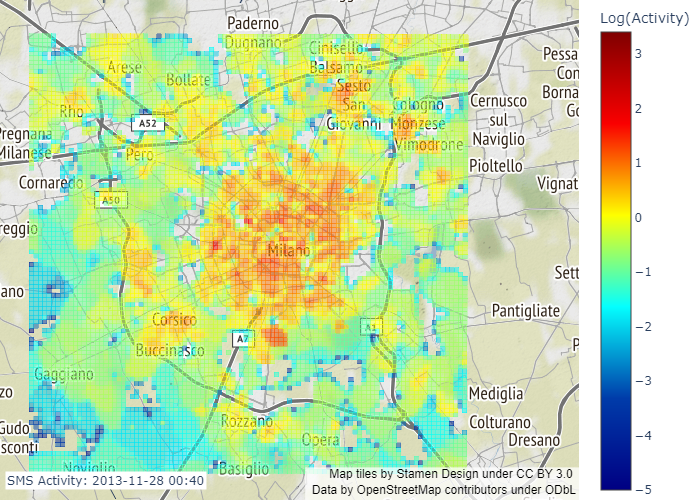 Log(Activity)
Paderno
Dugnano
Cinisello
Balsamo
Arese
Bollate
Sesto
San
Giovanni
Rho
A52
Cologno
Monzese
Vimodrone
Cernusco
sul
Naviglio
Pessa
Con
Borna
Go
Pregnana
Milanese
Pero
Pioltello
Cornaredo
A50
Vignat
reggio
Milano
Sett
ano
Pantigliate
Corsico
A7
A1
P
Buccinasco
Gaggiano
zo
Mediglia
Rozzano
Colturano
Gudo
sconti
Opera
Dresano
Noviglio
Basiglio
SMS Activity: 2013-11-28 00:40
Map tiles by Stamen Design under CC BY 3.0
Data by OpenStreetMap contributors under ODbL
3
2
1
0
−1
−2
−3
−4
−5